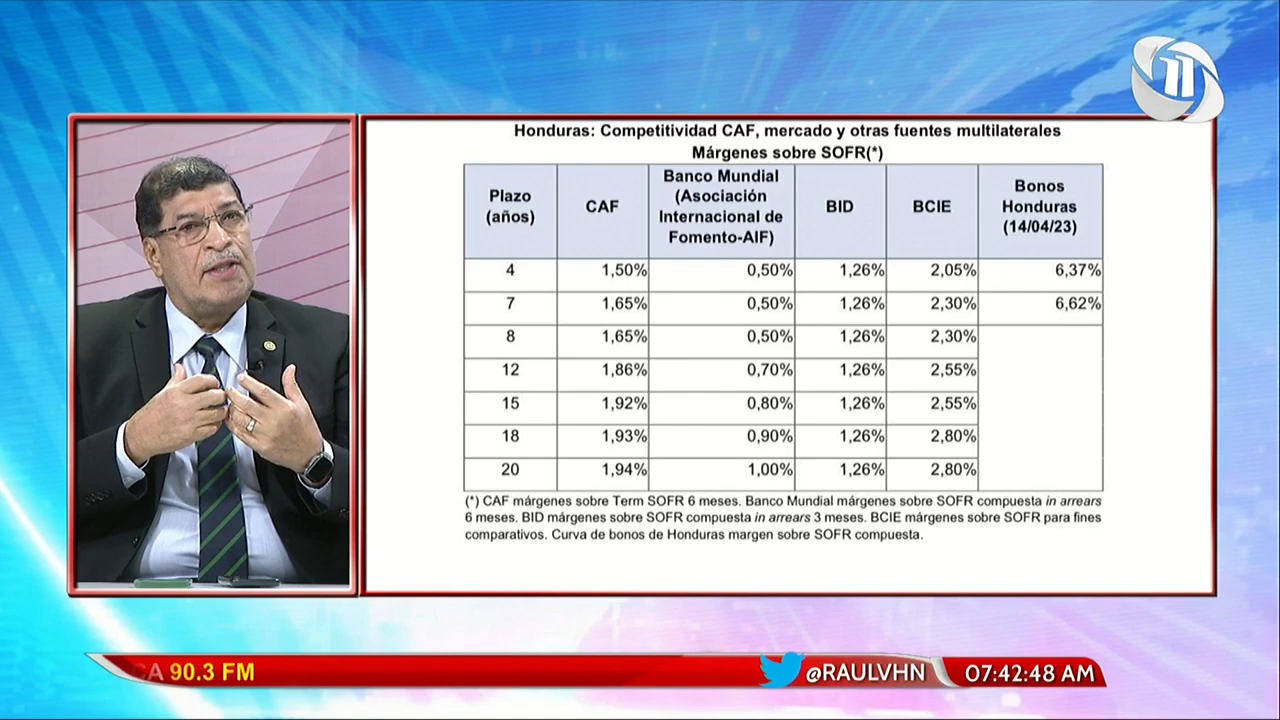 11
Honduras: Competitividad CAF, mercado y otras fuentes multilaterales
Márgenes sobre SOFR(*)
Plazo (años) CAF Banco Mundial (Asociación Internacional de Fomento-AIF) BID BCIE Bonos Honduras (14/04/23)
4 1,50% 0,50% 1,26% 2,05% 6,37%
7 1,65% 0,50% 1,26% 2,30% 6,62%
8 1,65% 0,50% 1,26% 2,30%
12 1,86% 0,70% 1,26% 2,55%
15 1,92% 0,80% 1,26% 2,55%
18 1,93% 0,90% 1,26% 2,80%
20 1,94% 1,00% 1,26% 2,80%
(*) CAF márgenes sobre Term SOFR 6 meses. Banco Mundial márgenes sobre SOFR compuesta in arrears
6 meses. BID márgenes sobre SOFR compuesta in arrears 3 meses. BCIE márgenes sobre SOFR para fines
comparativos. Curva de bonos de Honduras margen sobre SOFR compuesta.
CA 90.3 FM @RAULVHN 07:42:48 AM